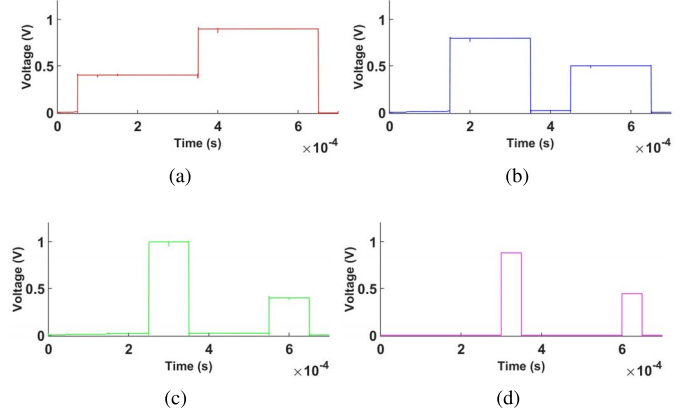 1
0.5
0
Voltage (V)
0 2 4 6
Time (s)
×10⁻⁴
(a)
1
0.5
0
Voltage (V)
0 2 4 6
Time (s)
×10⁻⁴
(b)
1
0.5
0
Voltage (V)
0 2 4 6
Time (s)
×10⁻⁴
(c)
1
0.5
0
Voltage (V)
0 2 4 6
Time (s)
×10⁻⁴
(d)